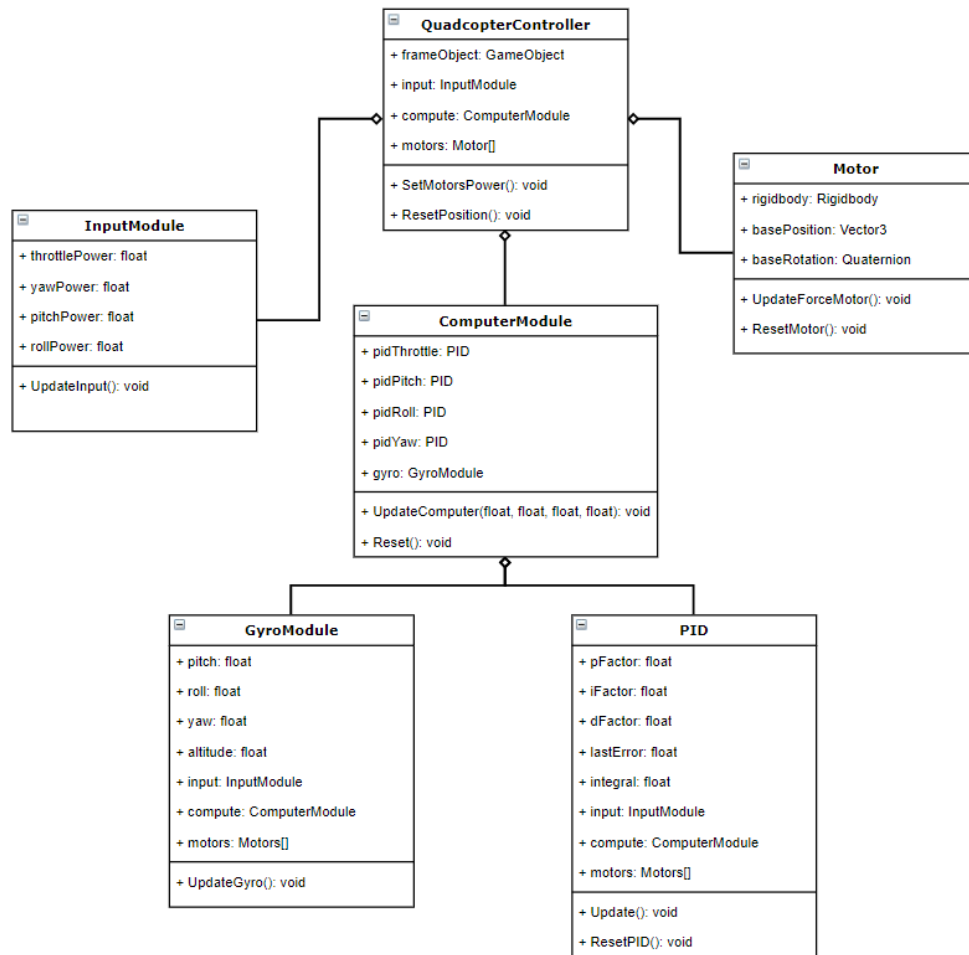 QuadcopterController
+ frameObject: GameObject
+ input: InputModule
+ compute: ComputerModule
+ motors: Motor[]
+ SetMotorsPower(): void
+ ResetPosition(): void
Motor
+ rigidbody: Rigidbody
+ basePosition: Vector3
+ baseRotation: Quaternion
+ UpdateForceMotor(): void
+ ResetMotor(): void
InputModule
+ throttlePower: float
+ yawPower: float
+ pitchPower: float
+ rollPower: float
+ UpdateInput(): void
ComputerModule
+ pidThrottle: PID
+ pidPitch: PID
+ pidRoll: PID
+ pidYaw: PID
+ gyro: GyroModule
+ UpdateComputer(float, float, float, float): void
+ Reset(): void
GyroModule
+ pitch: float
+ roll: float
+ yaw: float
+ altitude: float
+ input: InputModule
+ compute: ComputerModule
+ motors: Motors[]
+ UpdateGyro(): void
PID
+ pFactor: float
+ iFactor: float
+ dFactor: float
+ lastError: float
+ integral: float
+ input: InputModule
+ compute: ComputerModule
+ motors: Motors[]
+ Update(): void
+ ResetPID(): void